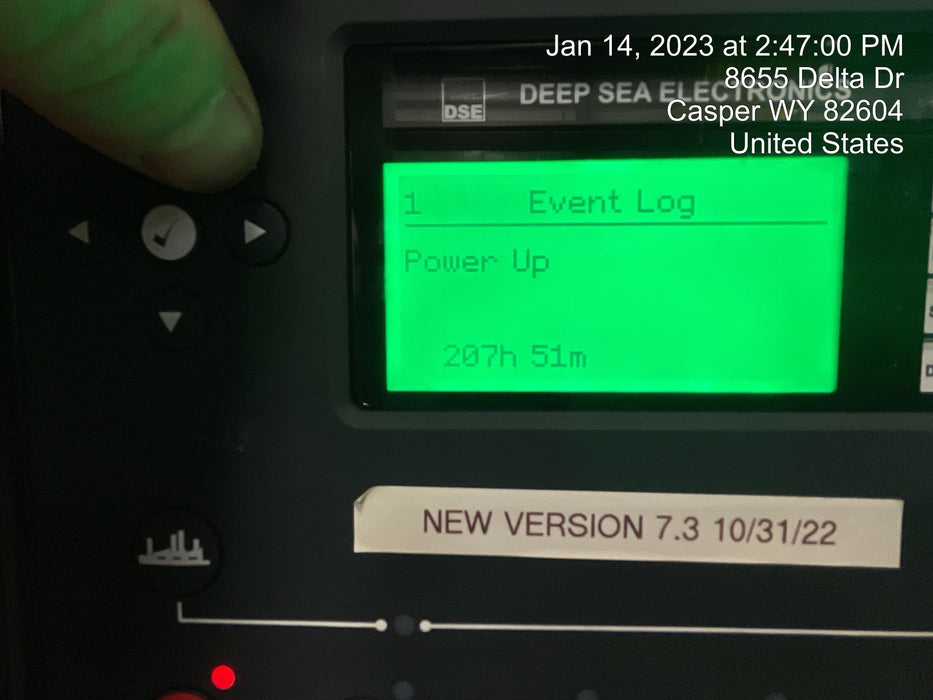 Jan 14, 2023 at 2:47:00 PM
8655 Delta Dr
Casper WY 82604
United States
DSE DEEP SEA ELECTRONICS
1 Event Log
Power Up
207h 51m
NEW VERSION 7.3 10/31/22